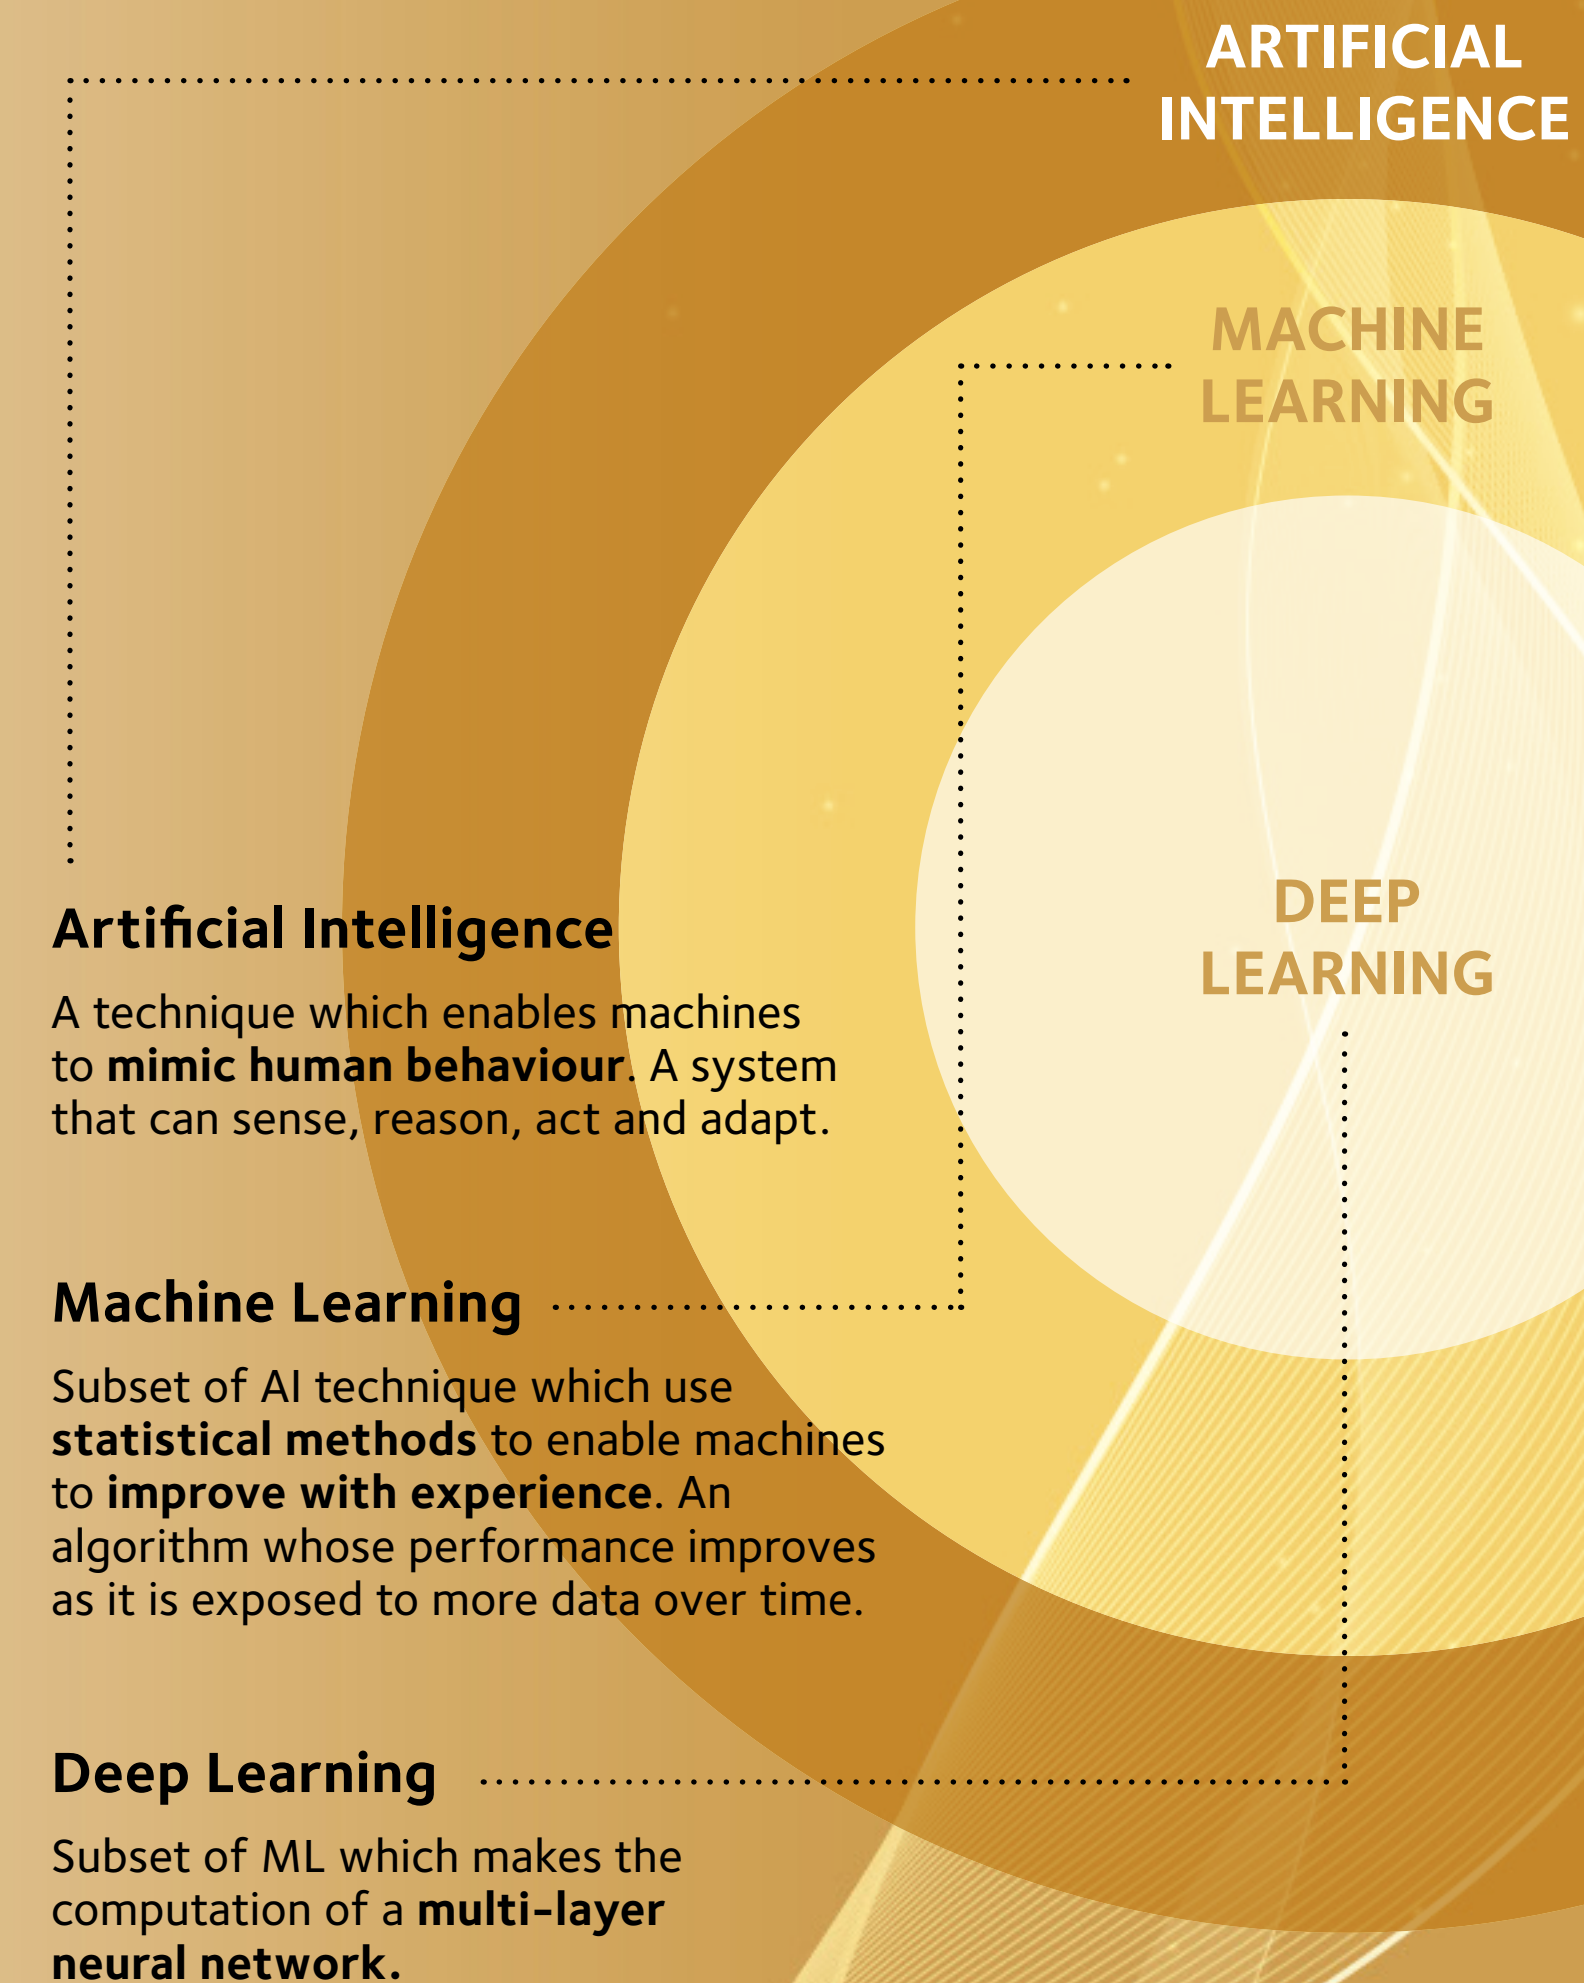 ARTIFICIAL
INTELLIGENCE
MACHINE
LEARNING
DEEP
LEARNING
Artificial Intelligence
A technique which enables machines
to mimic human behaviour. A system
that can sense, reason, act and adapt.
Machine Learning
Subset of AI technique which use
statistical methods to enable machines
to improve with experience. An
algorithm whose performance improves
as it is exposed to more data over time.
Deep Learning
Subset of ML which makes the
computation of a multi-layer
neural network.